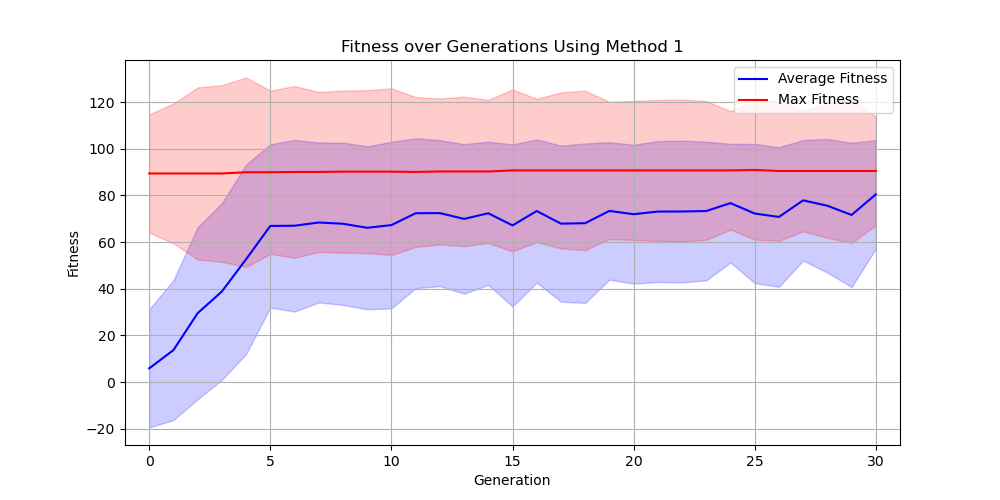 Fitness over Generations Using Method 1
Average Fitness
Max Fitness
Fitness
120
100
80
60
40
20
0
−20
0 5 10 15 20 25 30
Generation